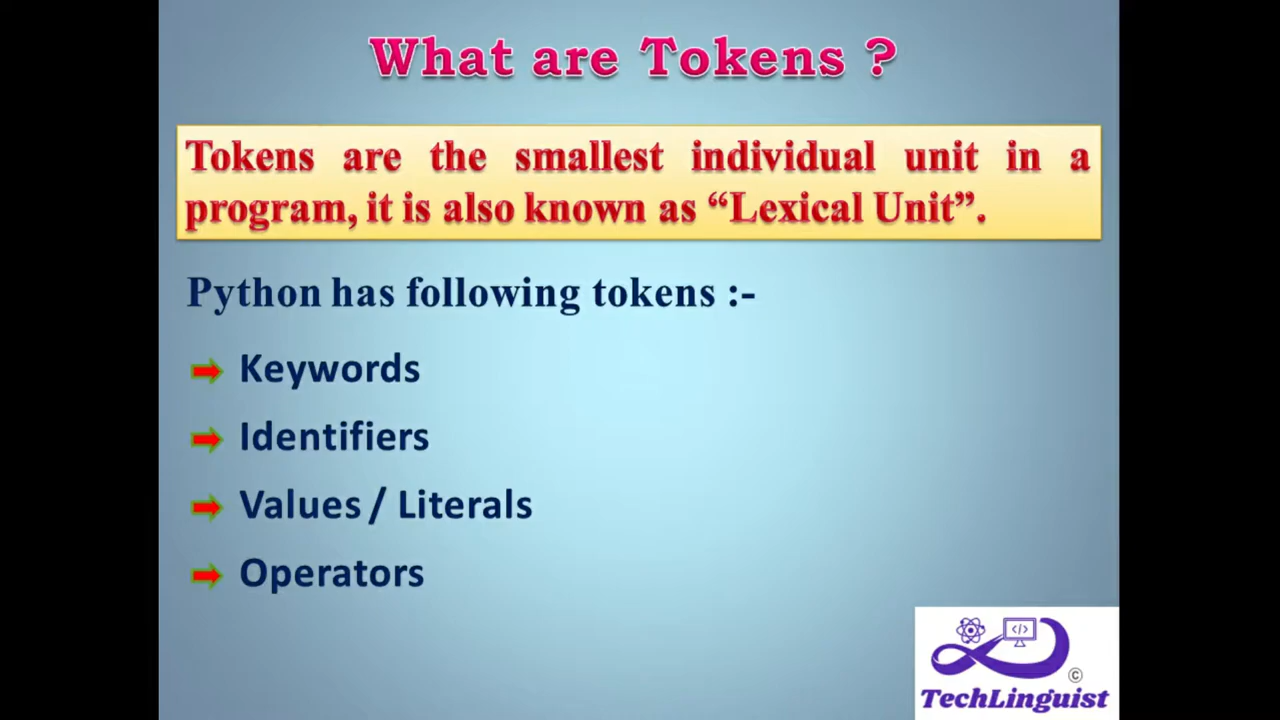 What are Tokens ?
Tokens are the smallest individual unit in a
program, it is also known as “Lexical Unit”.
Python has following tokens :-
Keywords
Identifiers
Values / Literals
Operators
</>
©
TechLinguist